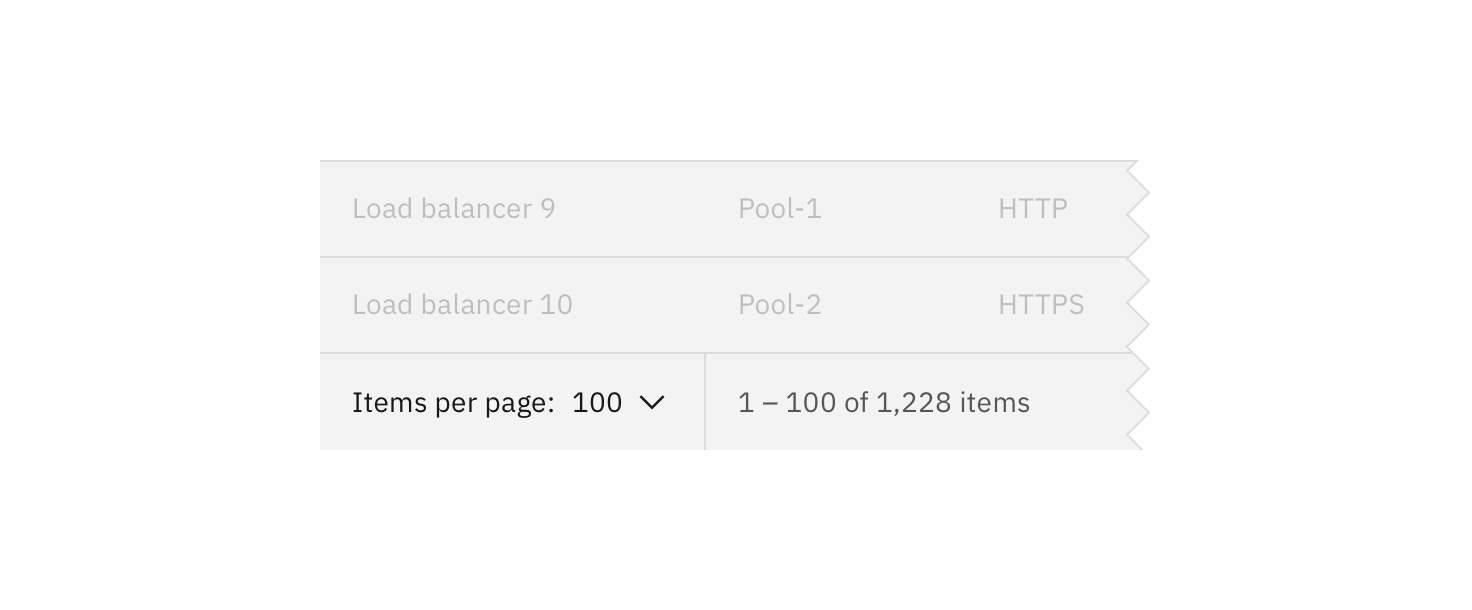 Load balancer 9 Pool-1 HTTP
Load balancer 10 Pool-2 HTTPS
Items per page: 100 1 – 100 of 1,228 items